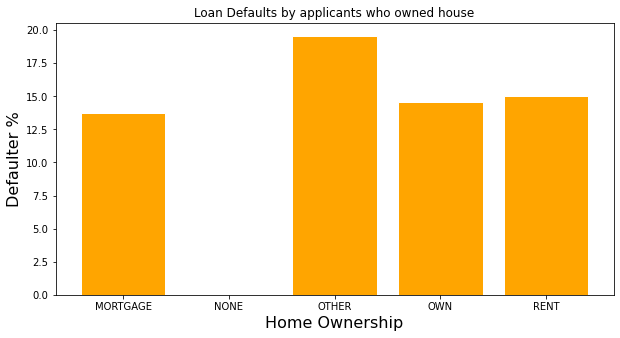 Loan Defaults by applicants who owned house
Defaulter %
20.0
17.5
15.0
12.5
10.0
7.5
5.0
2.5
0.0
MORTGAGE NONE OTHER OWN RENT
Home Ownership